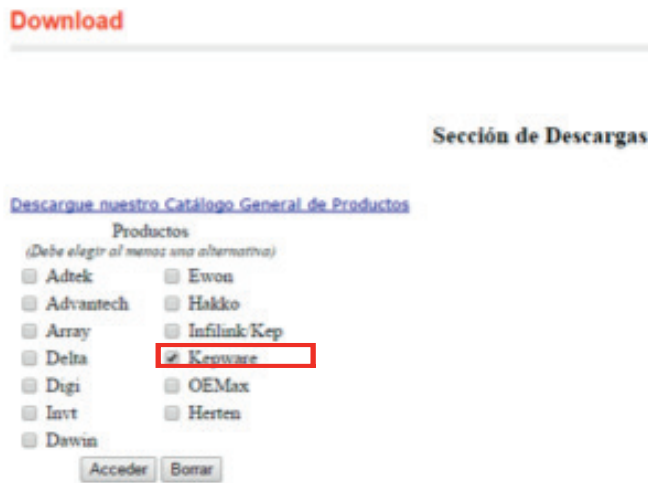 Download
Sección de Descargas
Descargue nuestro Catálogo General de Productos
Productos
(Debe elegir al menos una alternativa)
Adtek Ewon
Advantech Hakko
Array Infilink/Kep
Delta Kepware
Digi OEMax
Invt Herten
Dawin
Acceder Borrar